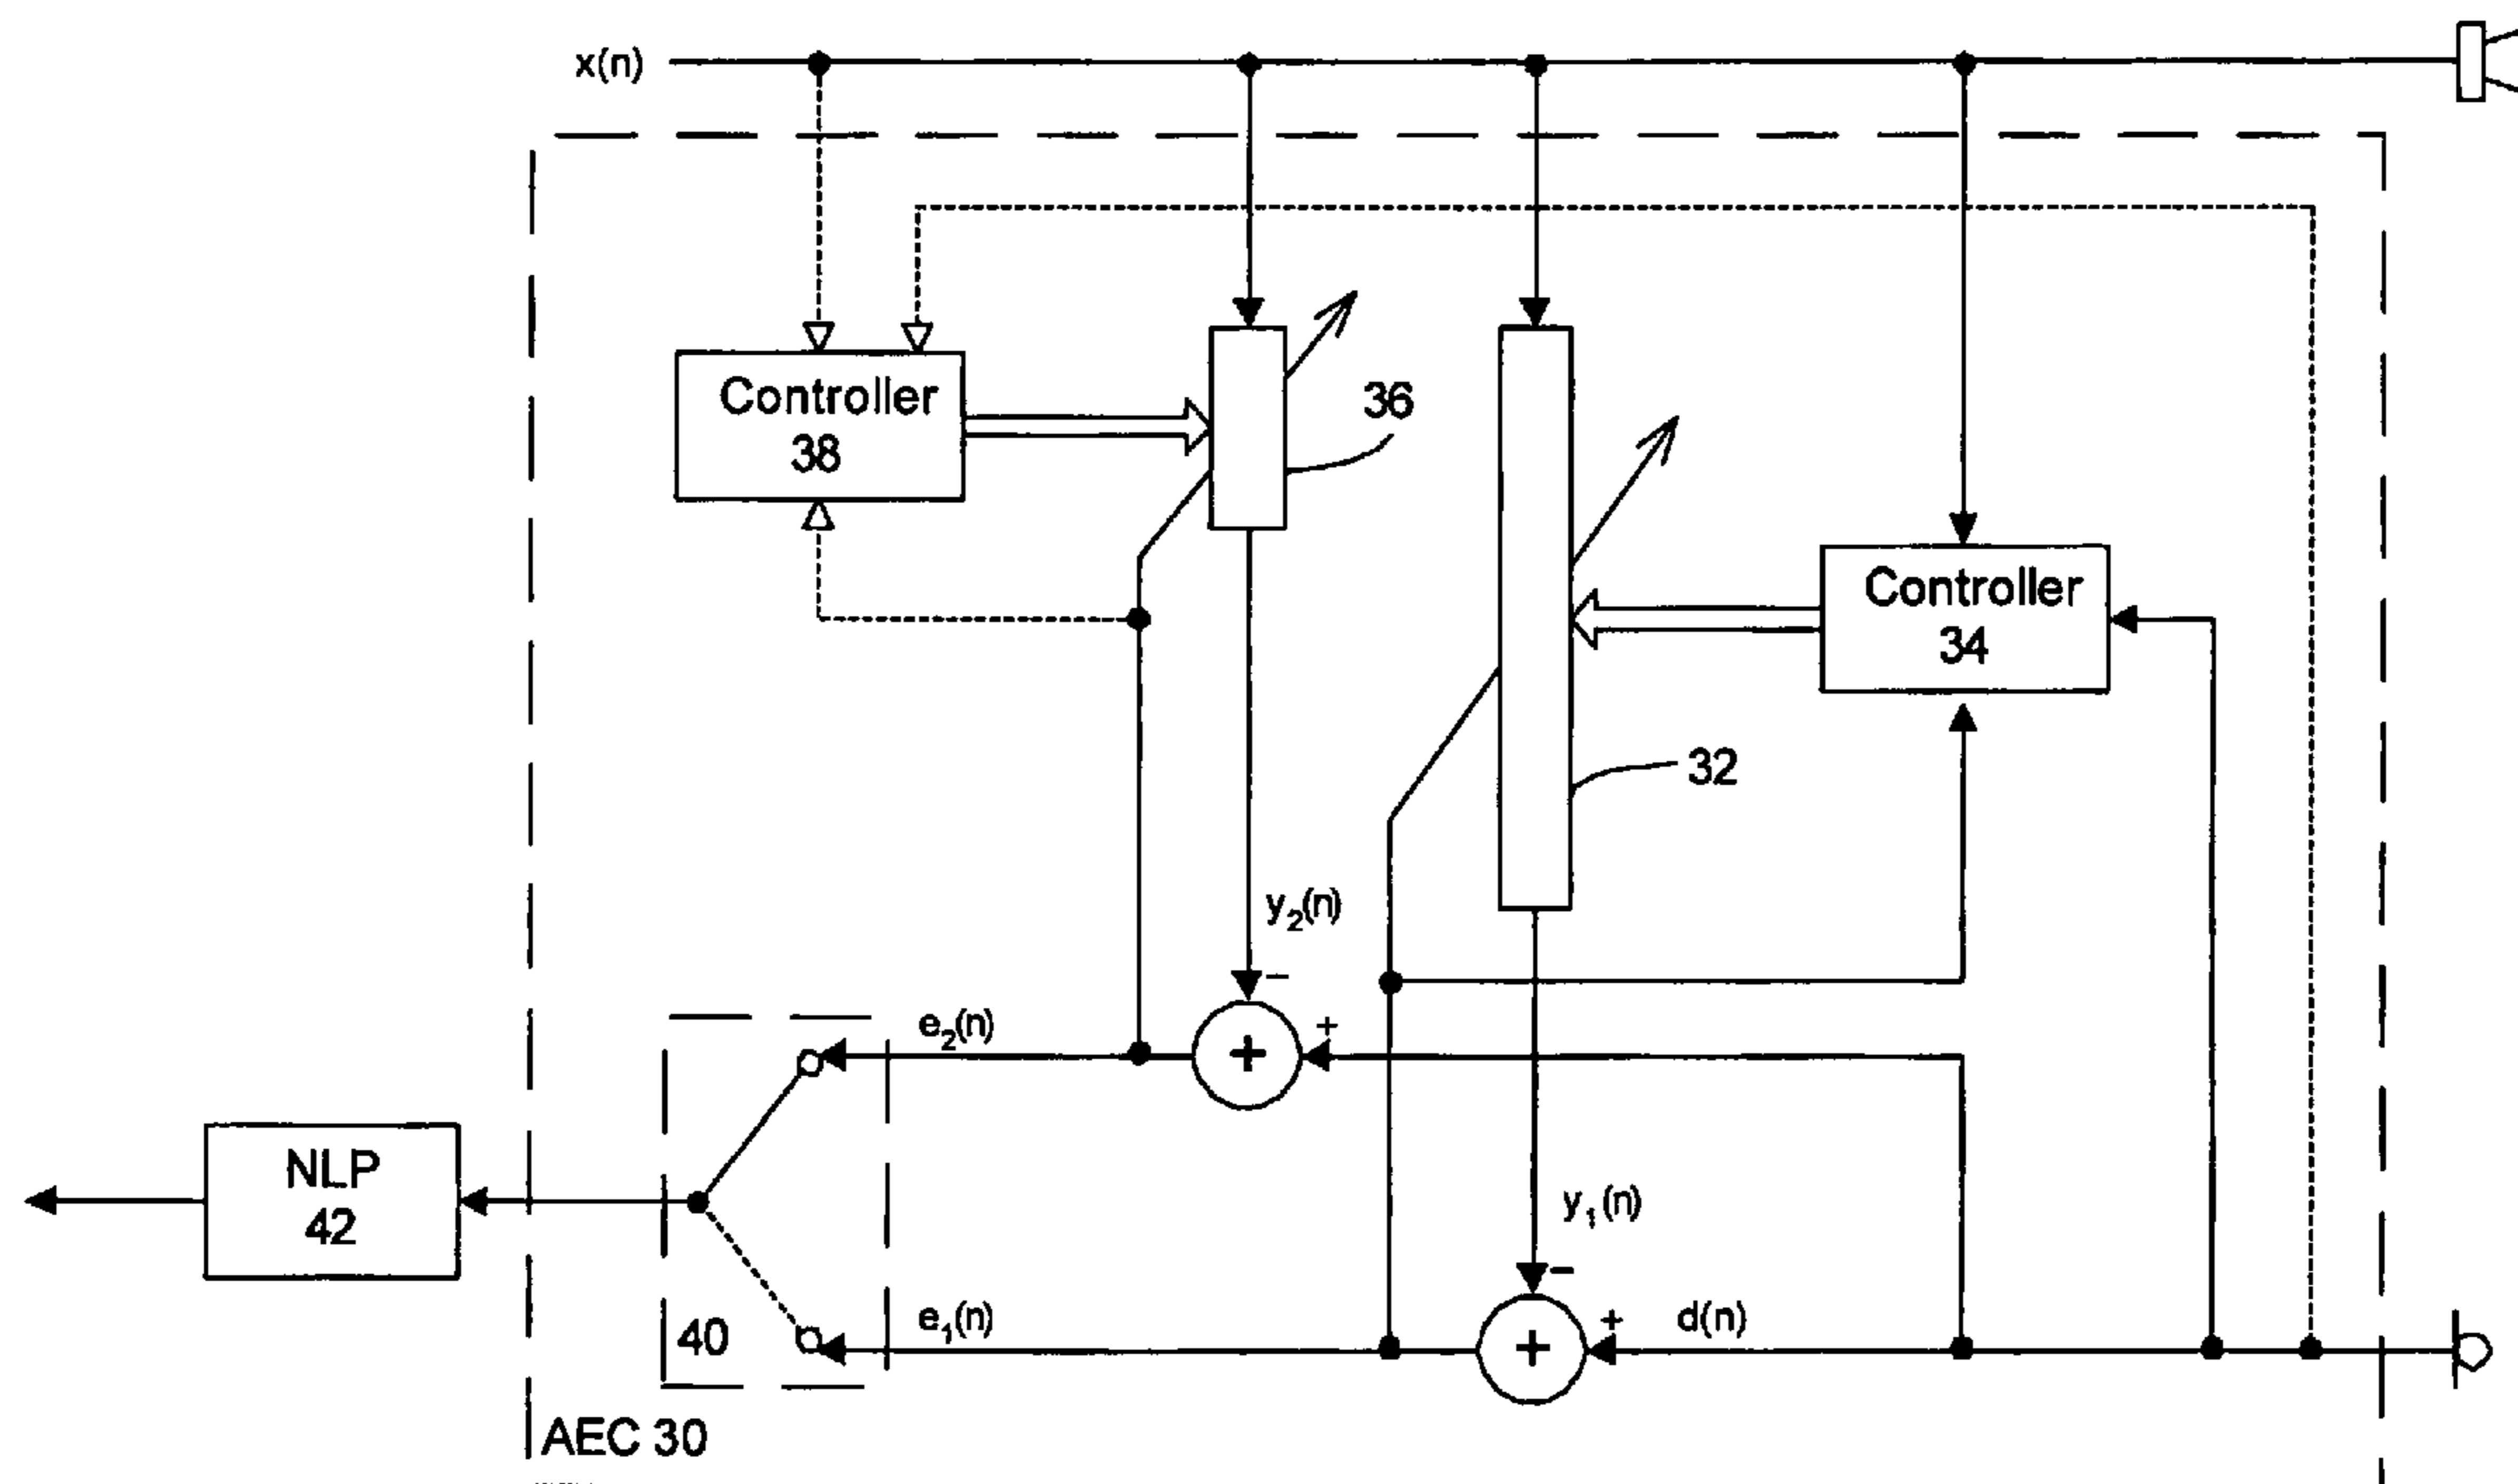 x(n)
Controller
38
36
Controller
34
32
y2(n)
−
e2(n)
+
+
NLP
42
y1(n)
−
e1(n)
+
+
d(n)
40
AEC 30